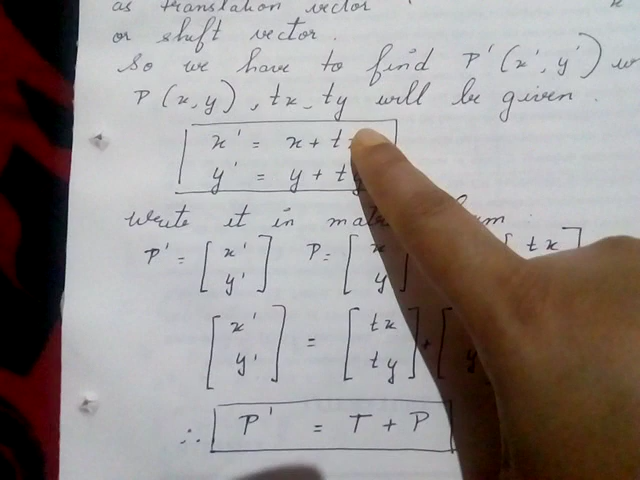 as translation vector
or shift vector.
So we have to find P'(x', y')
P(x, y), tx, ty will be given.
x' = x + t
y' = y + t
Write it in
P' = [x' y'] P = [x y] [tx
[x' y'] = [tx ty] + [
∴ P' = T + P